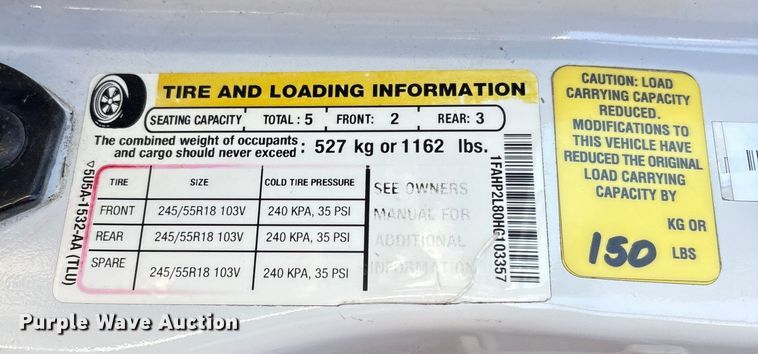 TIRE AND LOADING INFORMATION
SEATING CAPACITY TOTAL : 5 FRONT: 2 REAR: 3
The combined weight of occupants
and cargo should never exceed : 527 kg or 1162 lbs.
TIRE SIZE COLD TIRE PRESSURE
FRONT 245/55R18 103V 240 KPA, 35 PSI
REAR 245/55R18 103V 240 KPA, 35 PSI
SPARE 245/55R18 103V 240 KPA, 35 PSI
SEE OWNERS
MANUAL FOR
ADDITIONAL
INFORMATION
5U5A-1532-AA (TLU)
1FAHP2L80HG103357
CAUTION: LOAD
CARRYING CAPACITY
REDUCED.
MODIFICATIONS TO
THIS VEHICLE HAVE
REDUCED THE ORIGINAL
LOAD CARRYING
CAPACITY BY
KG OR
150 LBS
Purple Wave Auction